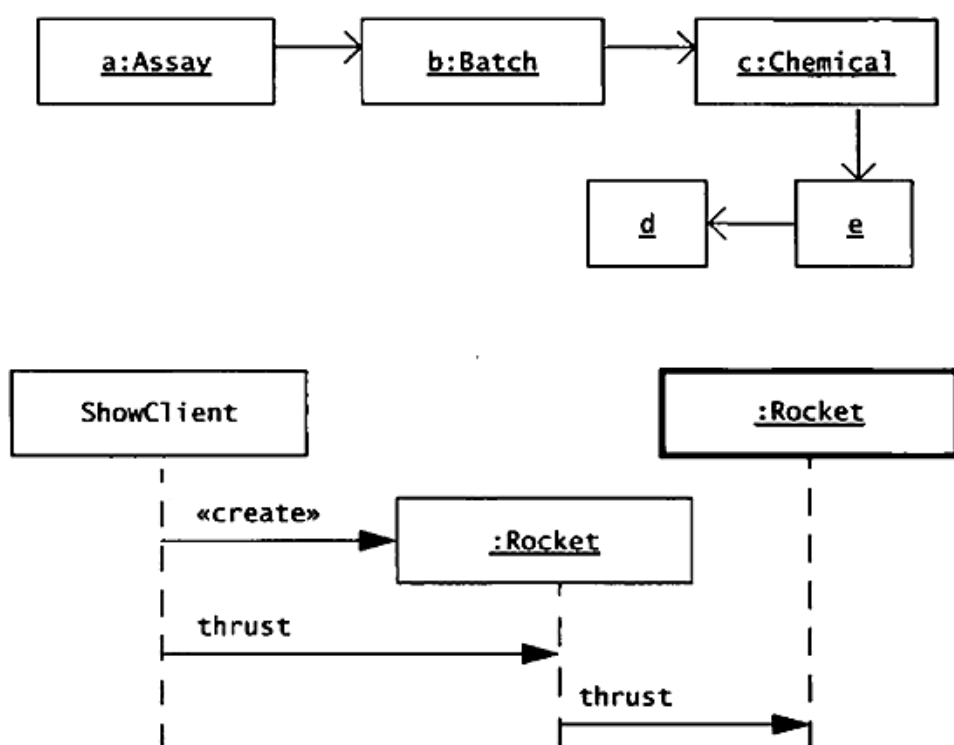 a:Assay
b:Batch
c:Chemical
d
e
ShowClient
:Rocket
«create»
:Rocket
thrust
thrust